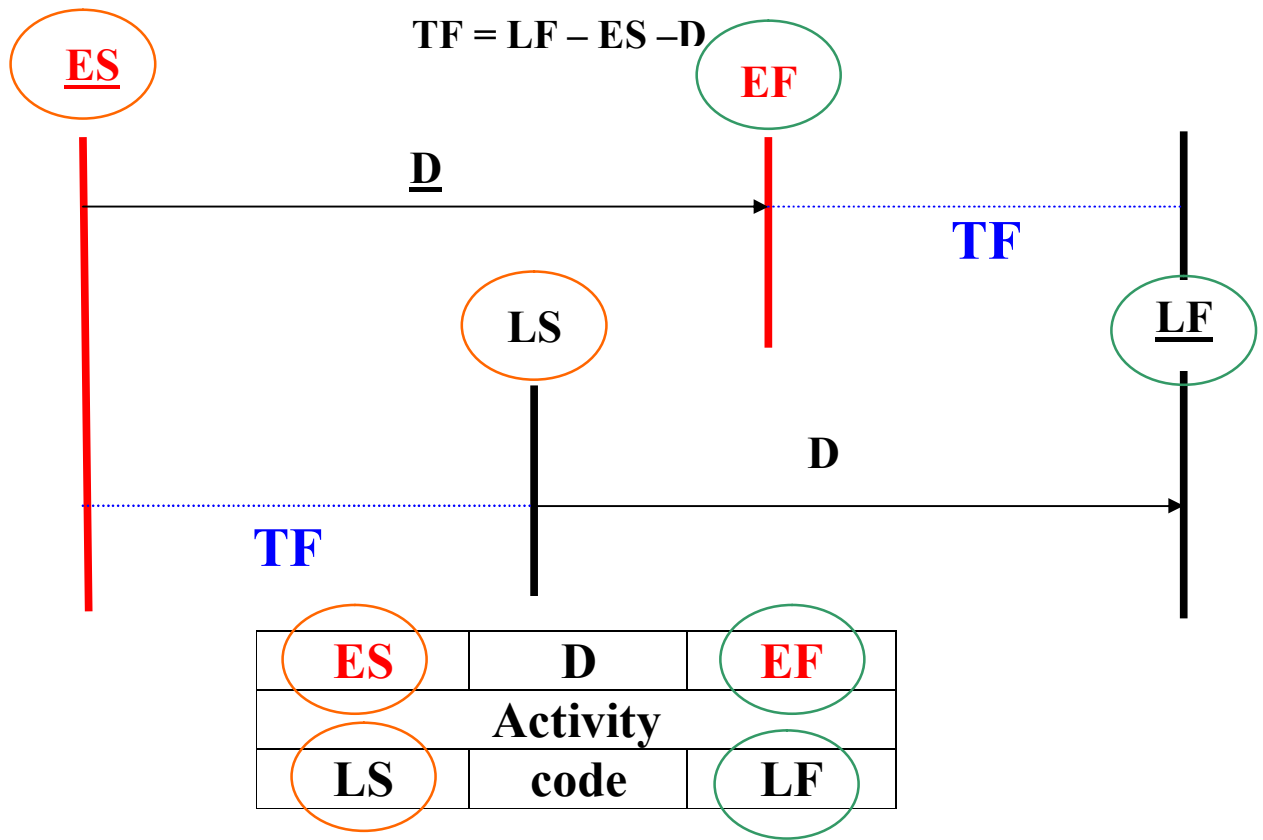 TF = LF – ES –D
ES
EF
D
TF
LS
LF
D
TF
ES D EF
Activity
LS code LF